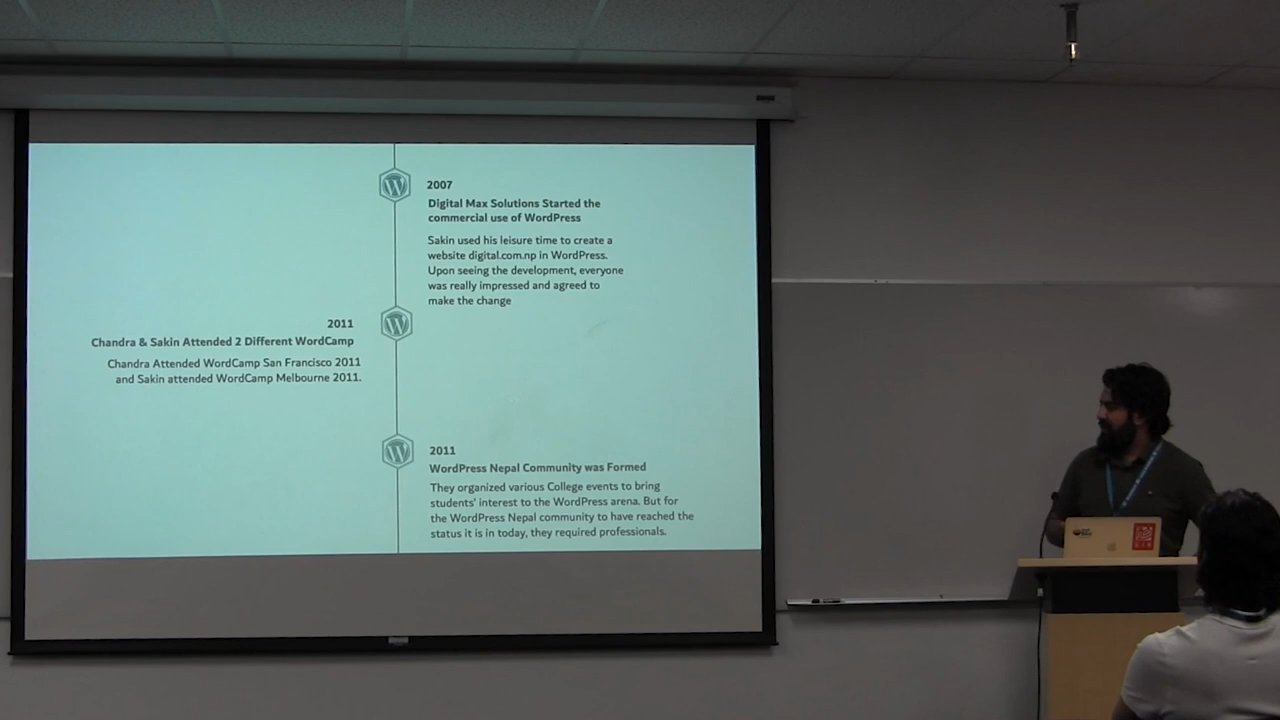 2007
Digital Max Solutions Started the
commercial use of WordPress
Sakin used his leisure time to create a
website digital.com.np in WordPress.
Upon seeing the development, everyone
was really impressed and agreed to
make the change
2011
Chandra & Sakin Attended 2 Different WordCamp
Chandra Attended WordCamp San Francisco 2011
and Sakin attended WordCamp Melbourne 2011.
2011
WordPress Nepal Community was Formed
They organized various College events to bring
students' interest to the WordPress arena. But for
the WordPress Nepal community to have reached the
status it is in today, they required professionals.